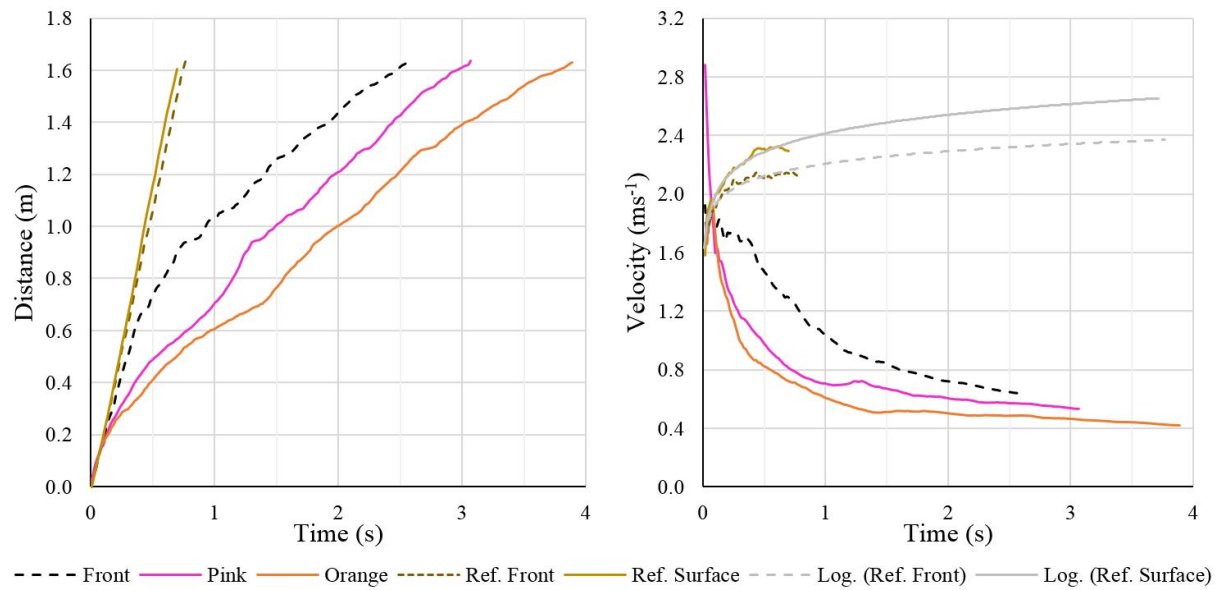 Distance (m)
1.8
1.6
1.4
1.2
1.0
0.8
0.6
0.4
0.2
0.0
0 1 2 3 4
Time (s)
Velocity (ms⁻¹)
3.2
2.8
2.4
2.0
1.6
1.2
0.8
0.4
0.0
0 1 2 3 4
Time (s)
Front Pink Orange Ref. Front Ref. Surface Log. (Ref. Front) Log. (Ref. Surface)